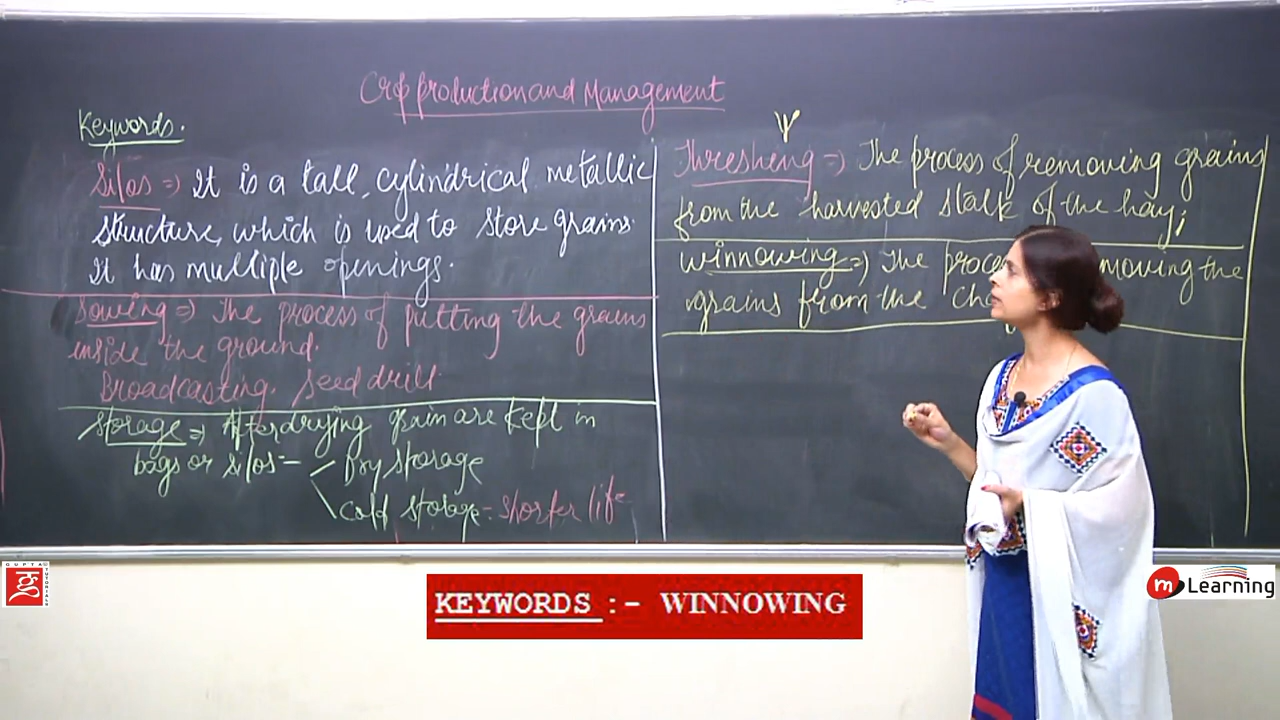 Crop production and Management
Keywords.
Silos => It is a tall, cylindrical metallic
structure, which is used to store grains.
It has multiple openings.
Sowing => The process of putting the grains
inside the ground.
Broadcasting. Seed drill.
Storage => After drying grain are kept in
bags or silos - Dry storage
Cold storage - shorter life
Thresheng => The process of removing grains
from the harvested stalk of the hay;
Winnowing => The moving the
grains from the
GUPTA
TUTORIALS
KEYWORDS :- WINNOWING
m Learning